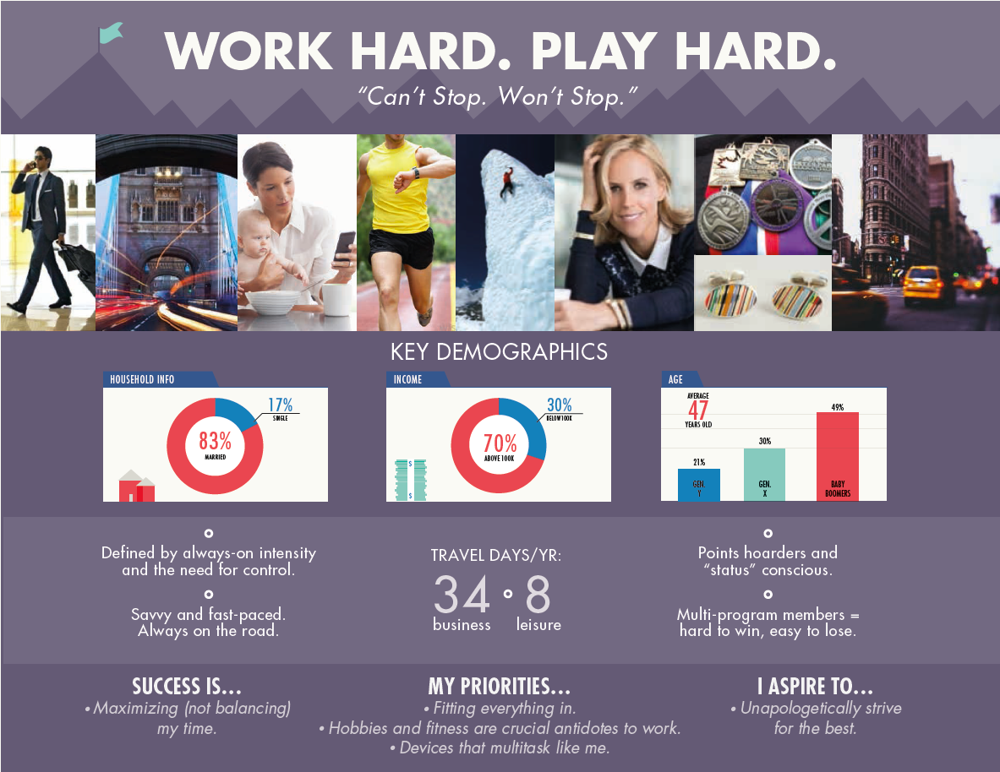 WORK HARD. PLAY HARD.
“Can’t Stop. Won’t Stop.”
KEY DEMOGRAPHICS
HOUSEHOLD INFO
17%
SINGLE
83%
MARRIED
INCOME
30%
BELOW 100K
70%
ABOVE 100K
$
$
AGE
AVERAGE
47
YEARS OLD
21%
GEN.
Y
30%
GEN.
X
49%
BABY
BOOMERS
Defined by always-on intensity
and the need for control.
Savvy and fast-paced.
Always on the road.
TRAVEL DAYS/YR:
34 8
business leisure
Points hoarders and
“status” conscious.
Multi-program members =
hard to win, easy to lose.
SUCCESS IS...
• Maximizing (not balancing)
my time.
MY PRIORITIES...
• Fitting everything in.
• Hobbies and fitness are crucial antidotes to work.
• Devices that multitask like me.
I ASPIRE TO...
• Unapologetically strive
for the best.